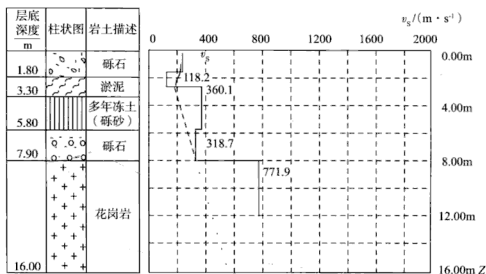 层底深度 m 柱状图 岩土描述
v_s/(m·s⁻¹)
0 400 800 1200 1600 2000
0.00m
v_s
砾石
1.80
118.2
淤泥
3.30
360.1
多年冻土
(砾砂)
4.00m
5.80
318.7
砾石
7.90
8.00m
771.9
花岗岩
12.00m
16.00
16.00m Z